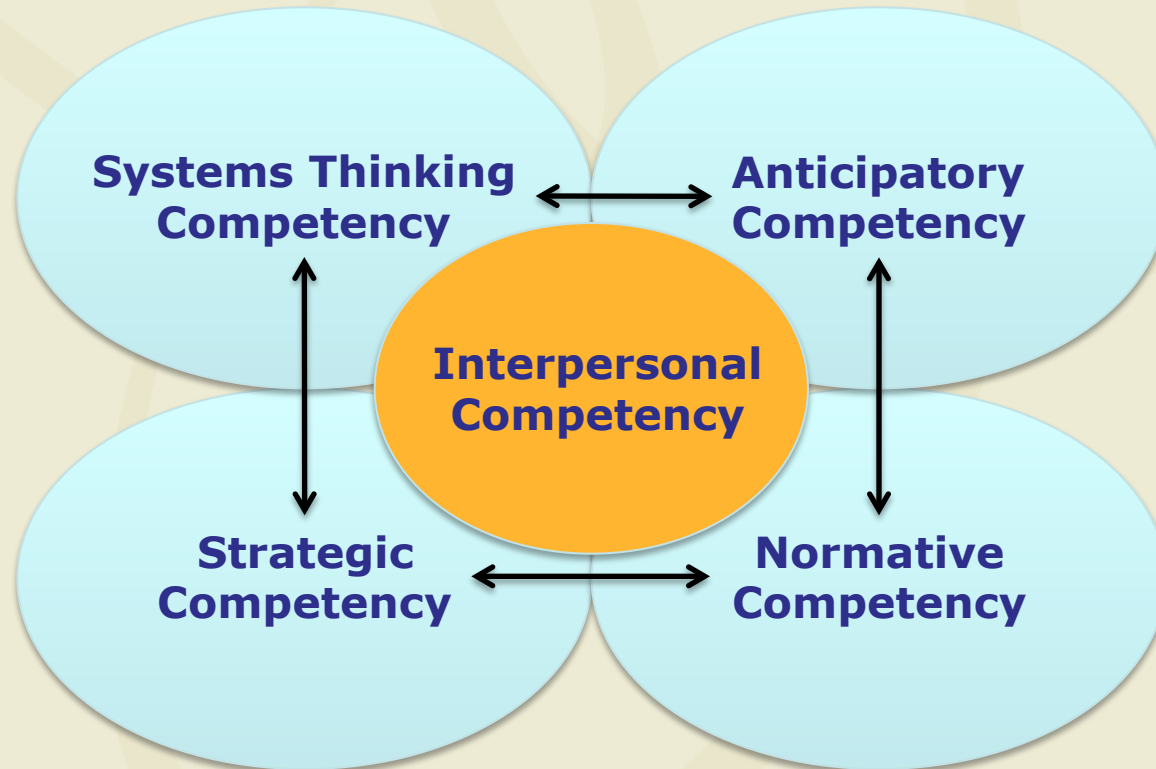 Systems Thinking
Competency
Anticipatory
Competency
Interpersonal
Competency
Strategic
Competency
Normative
Competency